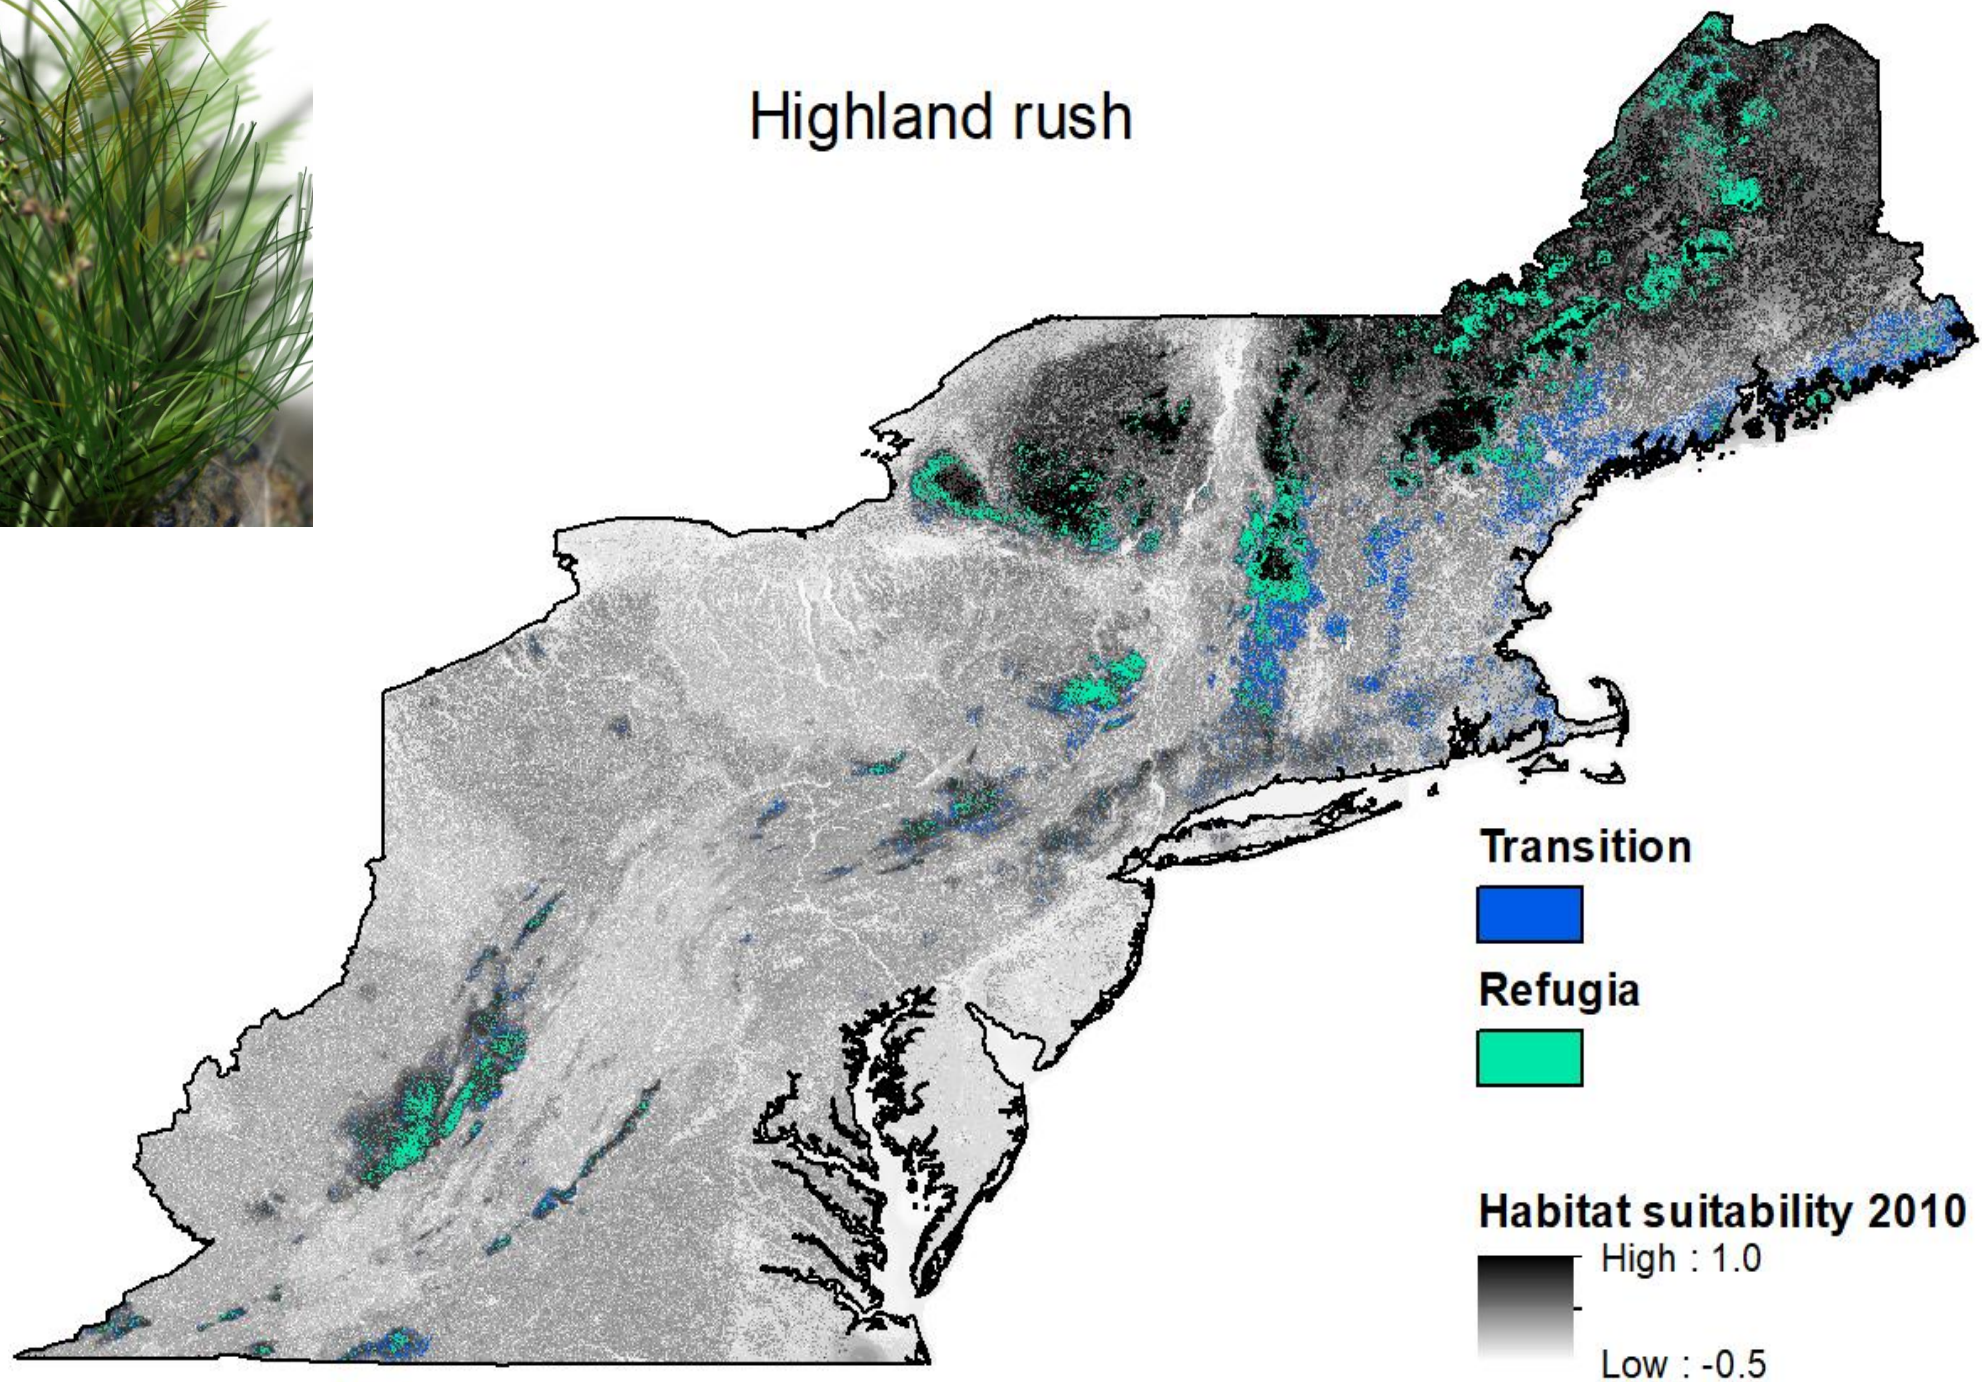 Highland rush
Transition
Refugia
Habitat suitability 2010
High : 1.0
Low : -0.5